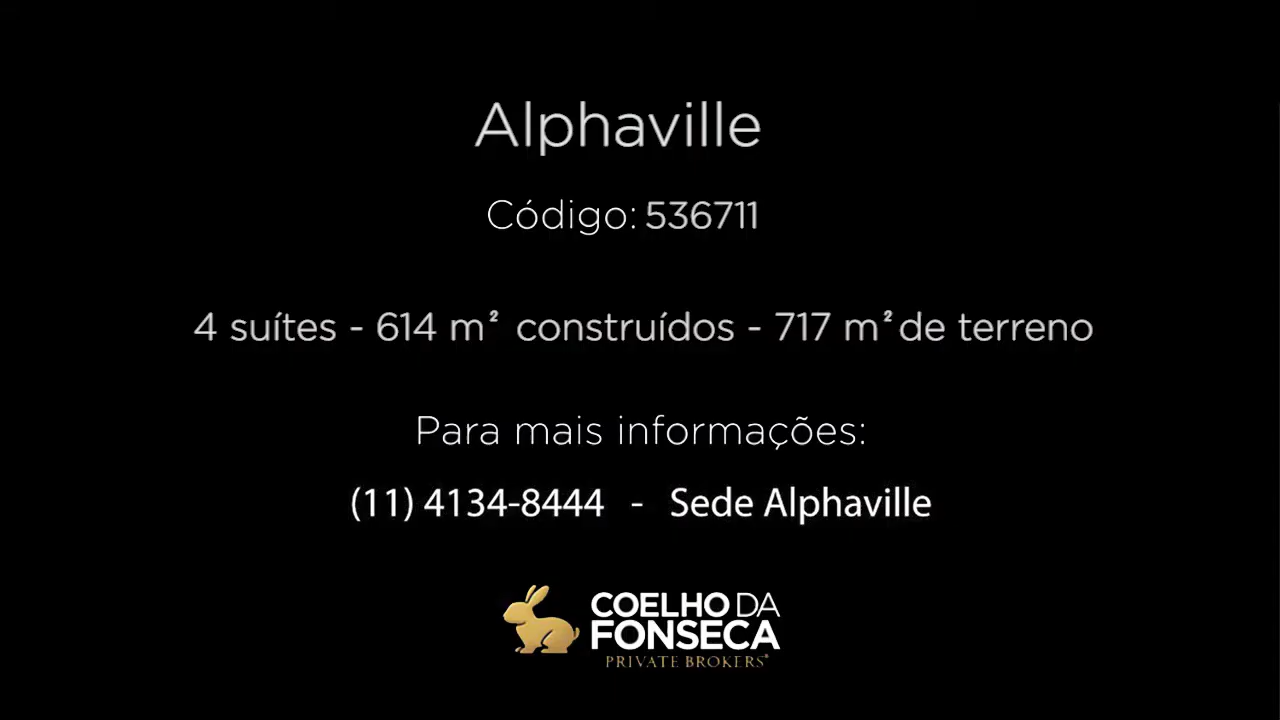 Alphaville
Código: 536711
4 suítes - 614 m² construídos - 717 m² de terreno
Para mais informações:
(11) 4134-8444 - Sede Alphaville
COELHO DA
FONSECA
PRIVATE BROKERS®